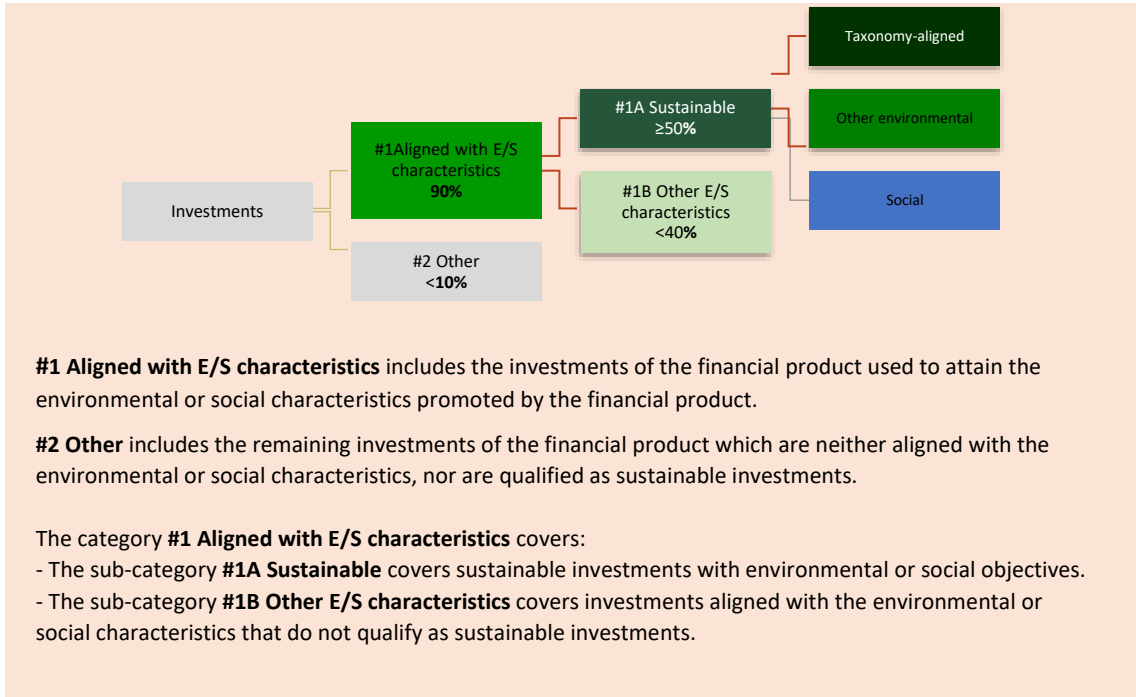 Taxonomy-aligned
#1A Sustainable
≥50%
Other environmental
#1Aligned with E/S
characteristics
90%
Investments
#1B Other E/S
characteristics
<40%
Social
#2 Other
<10%
#1 Aligned with E/S characteristics includes the investments of the financial product used to attain the
environmental or social characteristics promoted by the financial product.
#2 Other includes the remaining investments of the financial product which are neither aligned with the
environmental or social characteristics, nor are qualified as sustainable investments.
The category #1 Aligned with E/S characteristics covers:
- The sub-category #1A Sustainable covers sustainable investments with environmental or social objectives.
- The sub-category #1B Other E/S characteristics covers investments aligned with the environmental or
social characteristics that do not qualify as sustainable investments.